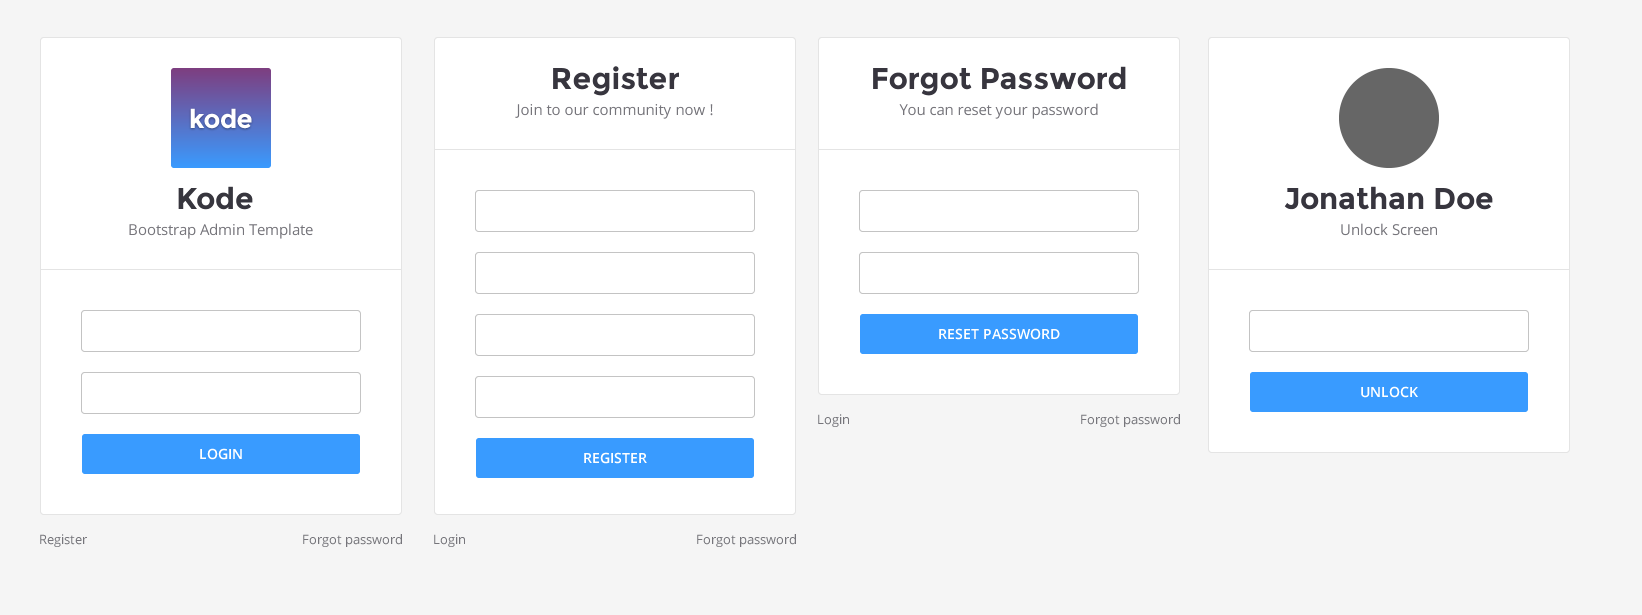 kode
Kode
Bootstrap Admin Template
LOGIN
Register
Forgot password
Register
Join to our community now !
REGISTER
Login
Forgot password
Forgot Password
You can reset your password
RESET PASSWORD
Login
Forgot password
Jonathan Doe
Unlock Screen
UNLOCK